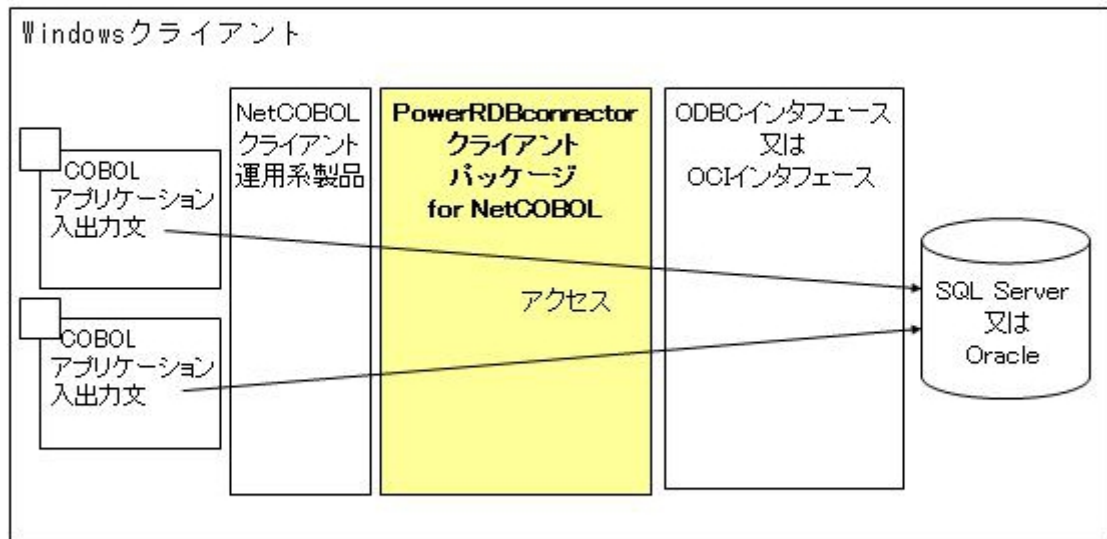 Windowsクライアント
COBOL
アプリケーション
入出力文
COBOL
アプリケーション
入出力文
NetCOBOL
クライアント
運用系製品
PowerRDBconnector
クライアント
パッケージ
for NetCOBOL
アクセス
ODBCインタフェース
又は
OCIインタフェース
SQL Server
又は
Oracle